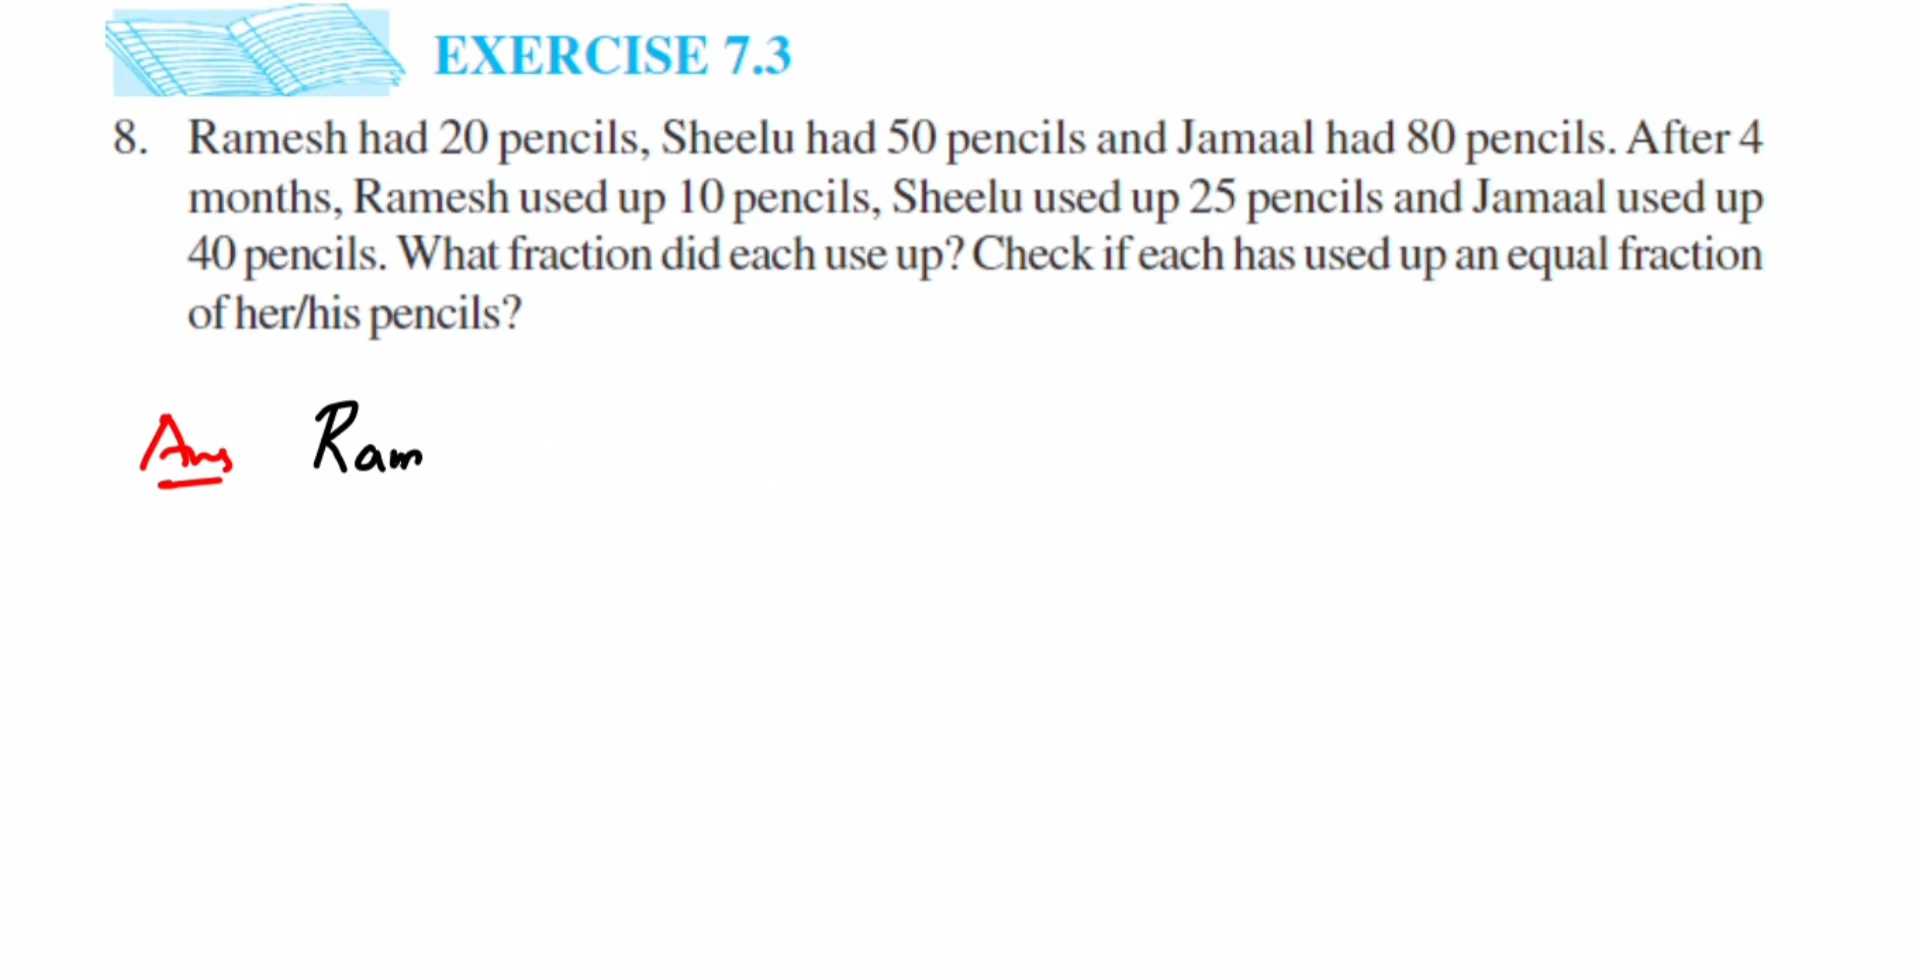 EXERCISE 7.3
8. Ramesh had 20 pencils, Sheelu had 50 pencils and Jamaal had 80 pencils. After 4
months, Ramesh used up 10 pencils, Sheelu used up 25 pencils and Jamaal used up
40 pencils. What fraction did each use up? Check if each has used up an equal fraction
of her/his pencils?
Ans Ram